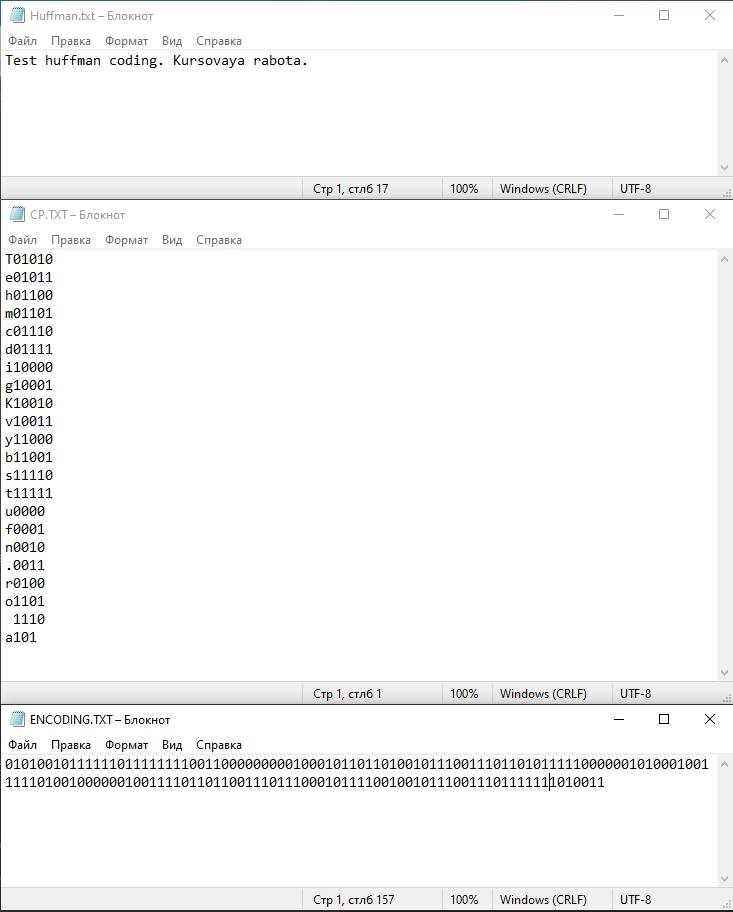 Huffman.txt – Блокнот
Файл Правка Формат Вид Справка
Test huffman coding. Kursovaya rabota.
Стр 1, стлб 17 100% Windows (CRLF) UTF-8
CP.TXT – Блокнот
Файл Правка Формат Вид Справка
T01010
e01011
h01100
m01101
c01110
d01111
i10000
g10001
K10010
v10011
y11000
b11001
s11110
t11111
u0000
f0001
n0010
.0011
r0100
o1101
 1110
a101
Стр 1, стлб 1 100% Windows (CRLF) UTF-8
ENCODING.TXT – Блокнот
Файл Правка Формат Вид Справка
0101001011111101111111100110000000001000101101101001011100111011010111110000001010001001
111101001000000100111101101100111011100010111100100101110011101111111010011
Стр 1, стлб 157 100% Windows (CRLF) UTF-8